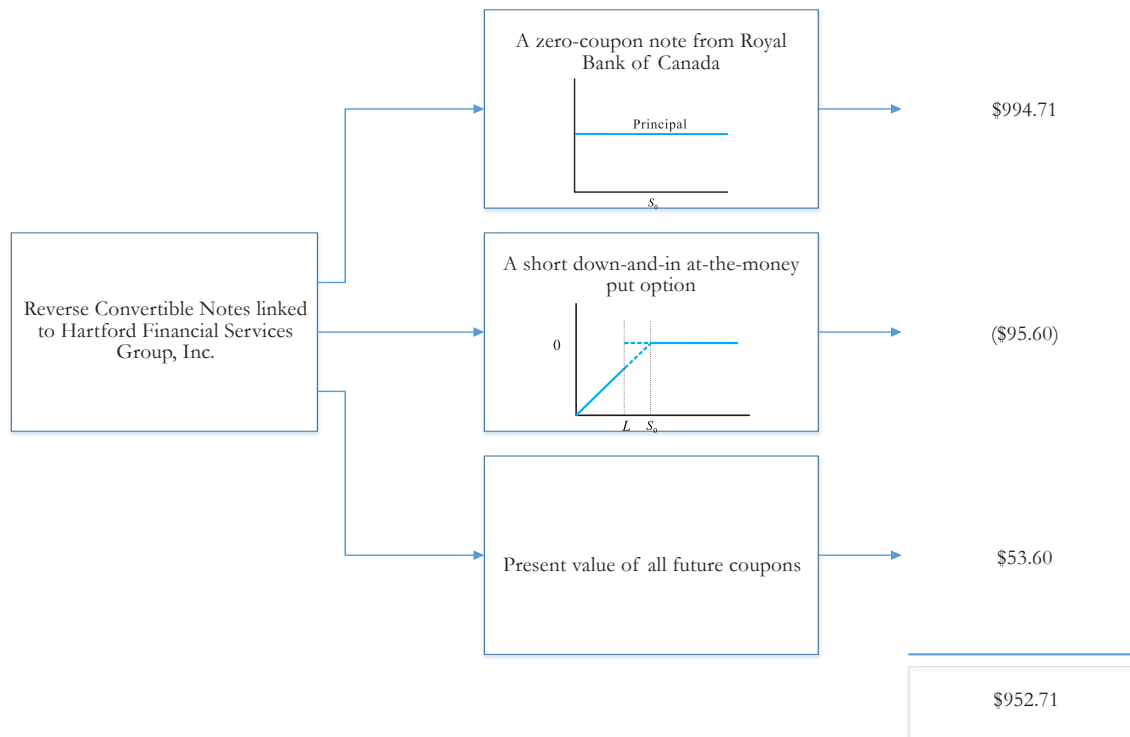 A zero-coupon note from Royal
Bank of Canada
Principal
S₀
$994.71
Reverse Convertible Notes linked
to Hartford Financial Services
Group, Inc.
A short down-and-in at-the-money
put option
0
L S₀
($95.60)
Present value of all future coupons
$53.60
$952.71